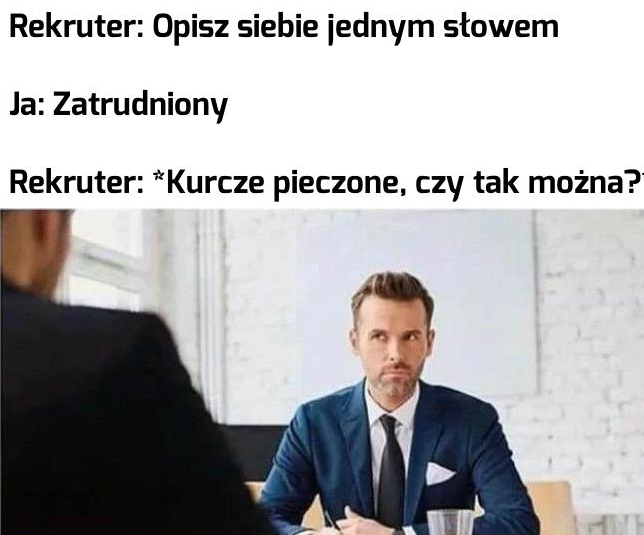 Rekruter: Opisz siebie jednym słowem
Ja: Zatrudniony
Rekruter: *Kurcze pieczone, czy tak można?*